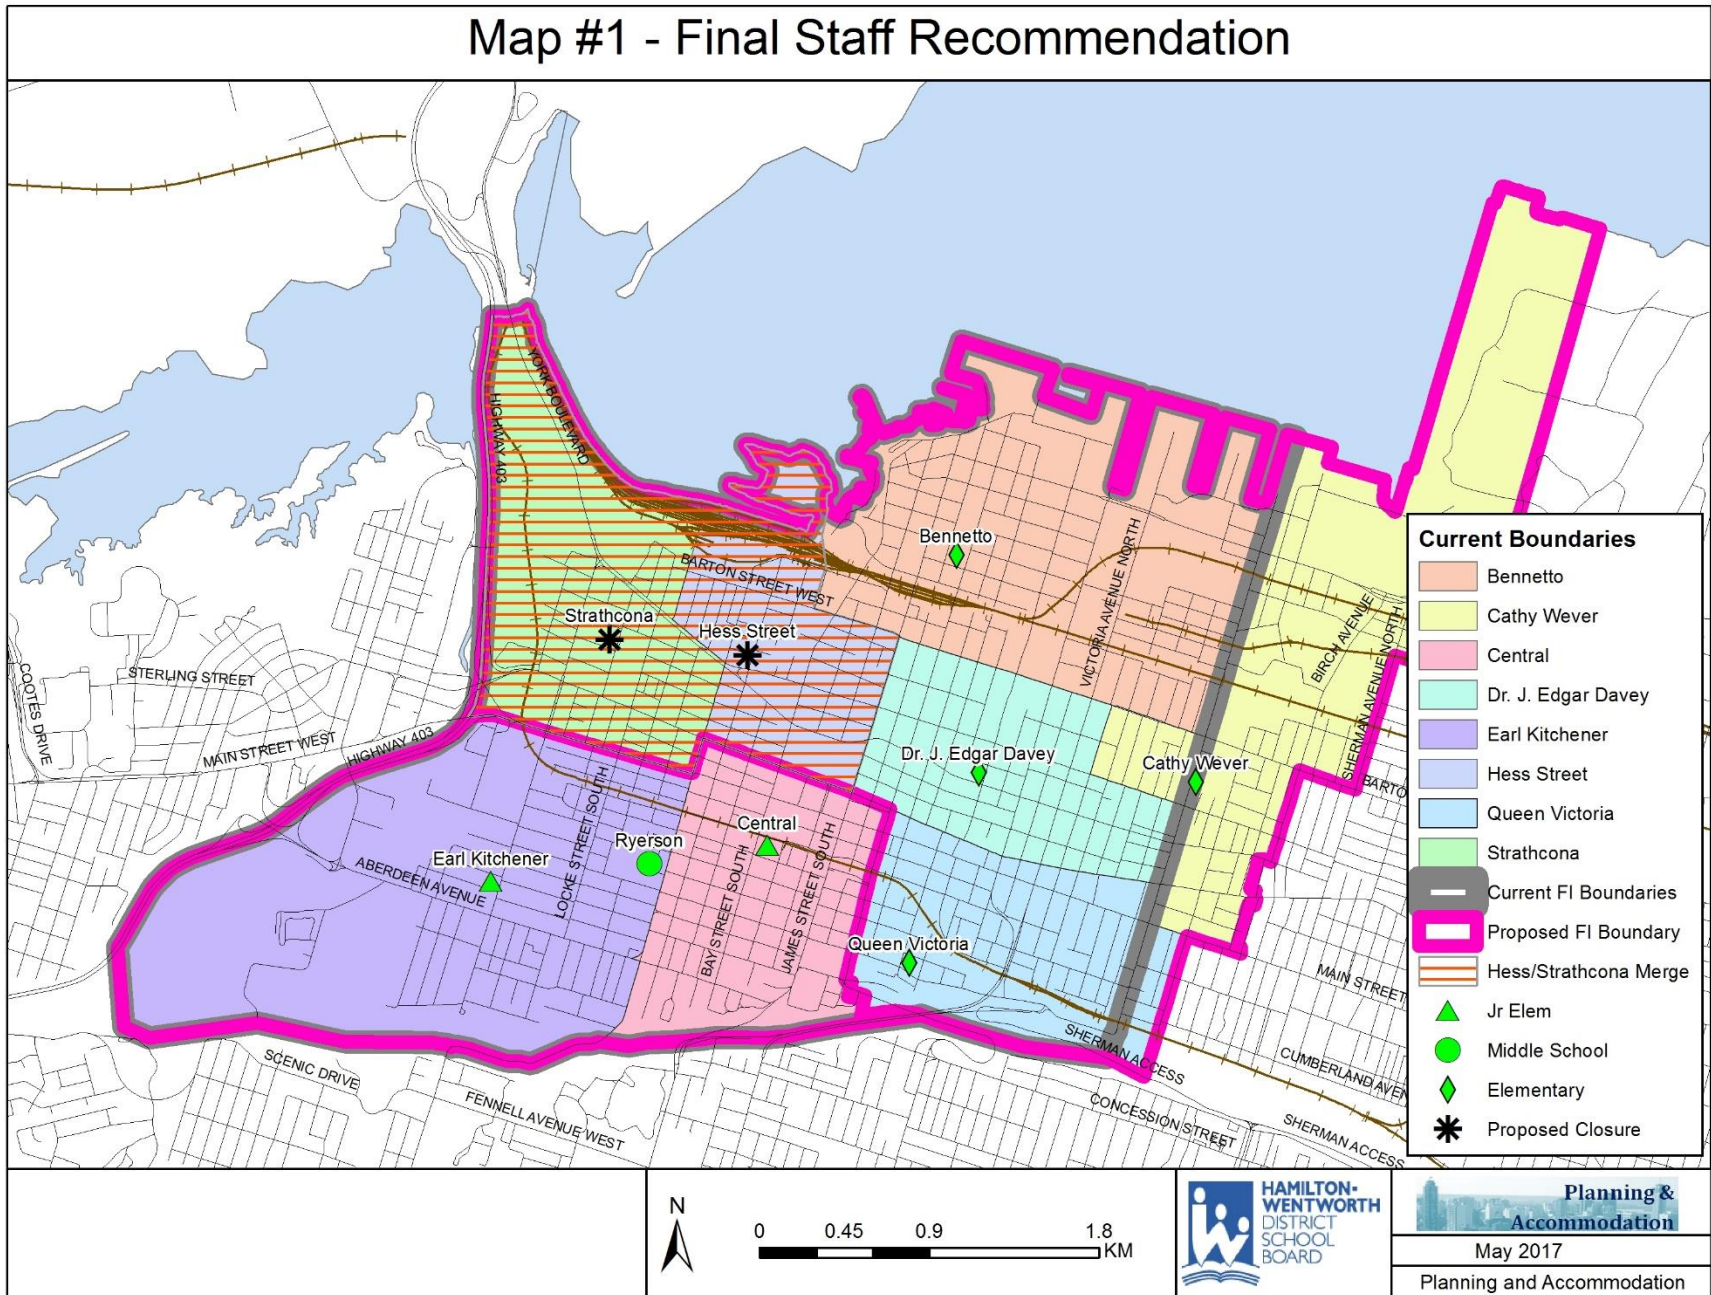 Map #1 - Final Staff Recommendation
YORK BOULEVARD
HIGHWAY 403
Bennetto
VICTORIA AVENUE NORTH
BARTON STREET WEST
Strathcona
Hess Street
BIRCH AVENUE
SHERMAN AVENUE NORTH
COOTES DRIVE
STERLING STREET
MAIN STREET WEST
HIGHWAY 403
Dr. J. Edgar Davey
Cathy Wever
BARTO
LOCKE STREET SOUTH
Ryerson
Central
Earl Kitchener
ABERDEEN AVENUE
BAY STREET SOUTH
JAMES STREET SOUTH
Queen Victoria
MAIN STREET
SHERMAN ACCESS
SCENIC DRIVE
FENNELL AVENUE WEST
CUMBERLAND AVEN
CONCESSION STREET
SHERMAN ACCESS
Current Boundaries
Bennetto
Cathy Wever
Central
Dr. J. Edgar Davey
Earl Kitchener
Hess Street
Queen Victoria
Strathcona
Current FI Boundaries
Proposed FI Boundary
Hess/Strathcona Merge
Jr Elem
Middle School
Elementary
Proposed Closure
N
0 0.45 0.9 1.8
KM
HAMILTON-
WENTWORTH
DISTRICT
SCHOOL
BOARD
Planning &
Accommodation
May 2017
Planning and Accommodation